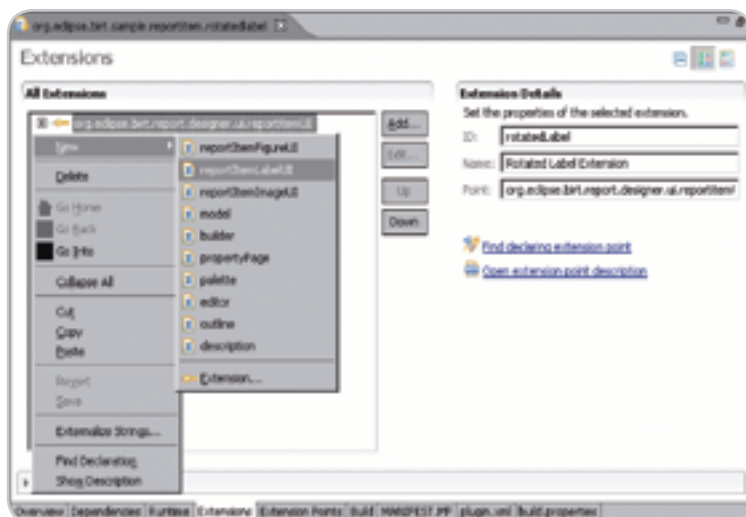 org.eclipse.birt.sample.reportitem.rotatedlabel
Extensions
All Extensions
org.eclipse.birt.report.designer.ui.reportitemUI
New
Delete
Go Home
Go Back
Go Into
Collapse All
Cut
Copy
Paste
Revert
Save
Externalize Strings...
Find Declaration
Show Description
reportItemFigureUI
reportItemLabelUI
reportItemImageUI
model
builder
propertyPage
palette
editor
outline
description
Extension...
Add...
Edit...
Up
Down
Extension Details
Set the properties of the selected extension.
ID: rotatedLabel
Name: Rotated Label Extension
Point: org.eclipse.birt.report.designer.ui.reportitem
Find declaring extension point
Open extension point description
Overview Dependencies Runtime Extensions Extension Points Build MANIFEST.MF plugin.xml build.properties